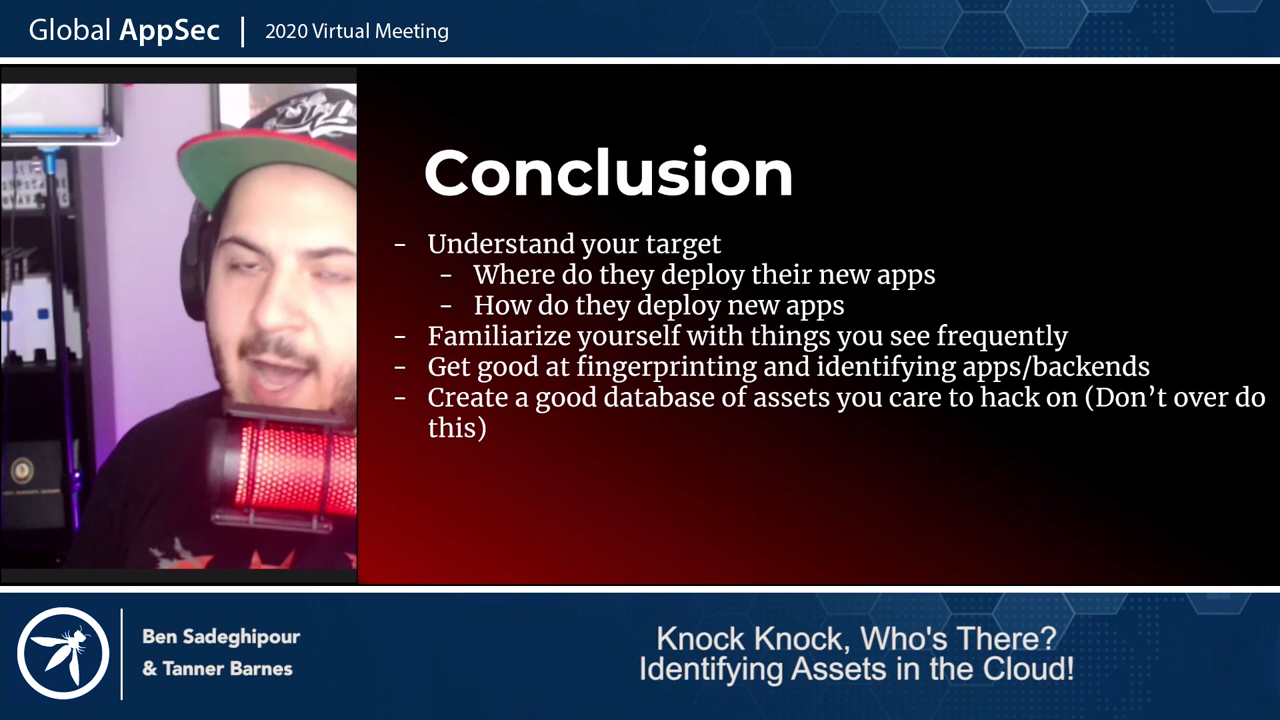 Global AppSec | 2020 Virtual Meeting
Conclusion
- Understand your target
- Where do they deploy their new apps
- How do they deploy new apps
- Familiarize yourself with things you see frequently
- Get good at fingerprinting and identifying apps/backends
- Create a good database of assets you care to hack on (Don’t over do
this)
Ben Sadeghipour
& Tanner Barnes
Knock Knock, Who's There?
Identifying Assets in the Cloud!